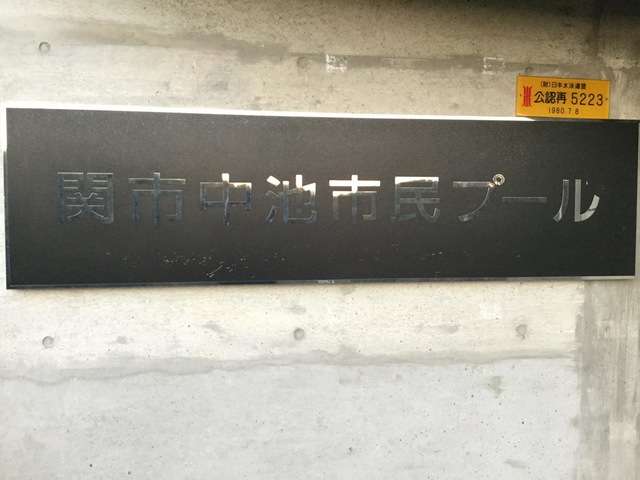 (財)日本水泳連盟
公認再 5223
1980.7.8
関市中池市民プール